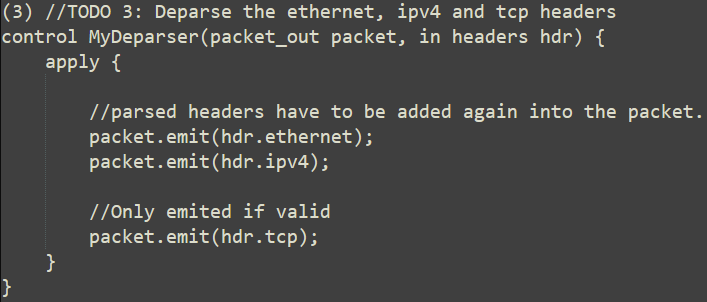 (3) //TODO 3: Deparse the ethernet, ipv4 and tcp headers
control MyDeparser(packet_out packet, in headers hdr) {
    apply {

        //parsed headers have to be added again into the packet.
        packet.emit(hdr.ethernet);
        packet.emit(hdr.ipv4);

        //Only emited if valid
        packet.emit(hdr.tcp);
    }
}